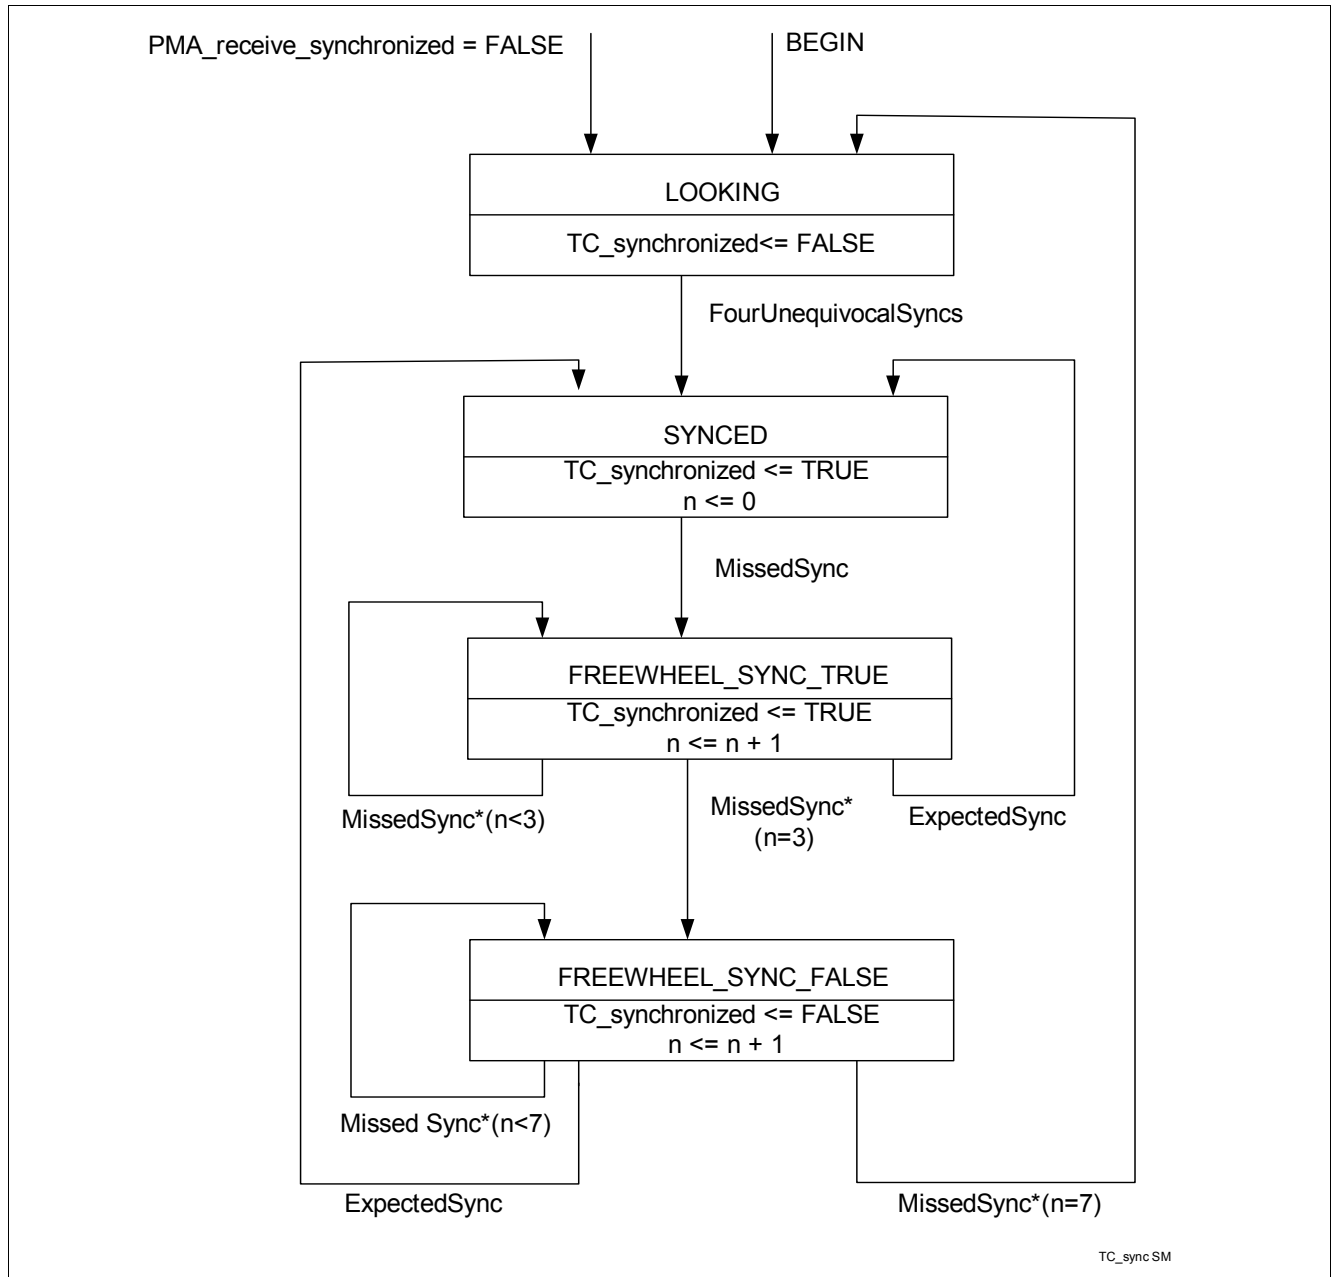 PMA_receive_synchronized = FALSE
BEGIN
LOOKING
TC_synchronized<= FALSE
FourUnequivocalSyncs
SYNCED
TC_synchronized <= TRUE
n <= 0
MissedSync
FREEWHEEL_SYNC_TRUE
TC_synchronized <= TRUE
n <= n + 1
MissedSync*(n<3)
MissedSync*
(n=3)
ExpectedSync
FREEWHEEL_SYNC_FALSE
TC_synchronized <= FALSE
n <= n + 1
Missed Sync*(n<7)
ExpectedSync
MissedSync*(n=7)
TC_sync SM